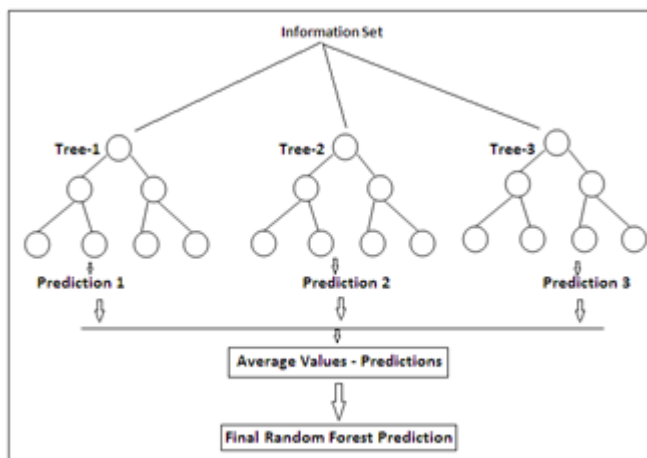 Information Set
Tree-1
Tree-2
Tree-3
Prediction 1
Prediction 2
Prediction 3
Average Values - Predictions
Final Random Forest Prediction